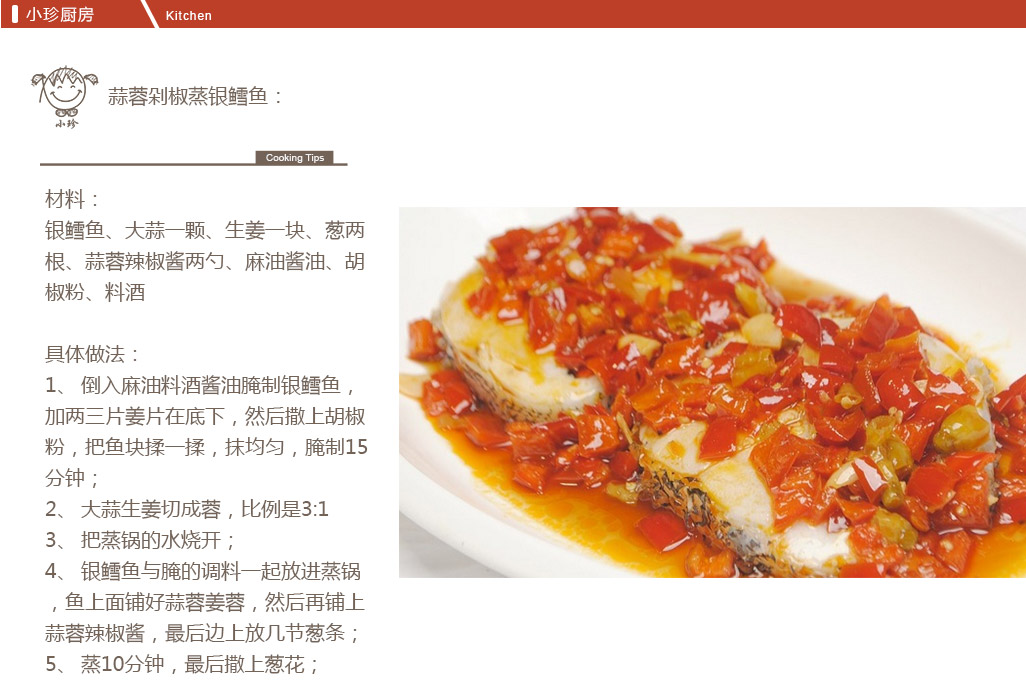 小珍厨房
Kitchen
小珍
蒜蓉剁椒蒸银鳕鱼：
Cooking Tips
材料：
银鳕鱼、大蒜一颗、生姜一块、葱两
根、蒜蓉辣椒酱两勺、麻油酱油、胡
椒粉、料酒
具体做法：
1、 倒入麻油料酒酱油腌制银鳕鱼，
加两三片姜片在底下，然后撒上胡椒
粉，把鱼块揉一揉，抹均匀，腌制15
分钟；
2、 大蒜生姜切成蓉，比例是3:1
3、 把蒸锅的水烧开；
4、 银鳕鱼与腌的调料一起放进蒸锅
，鱼上面铺好蒜蓉姜蓉，然后再铺上
蒜蓉辣椒酱，最后边上放几节葱条；
5、 蒸10分钟，最后撒上葱花；